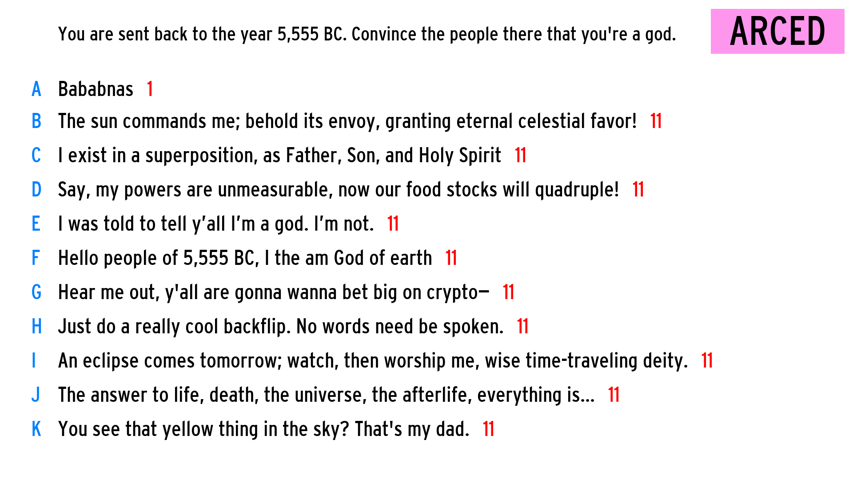 You are sent back to the year 5,555 BC. Convince the people there that you're a god.
ARCED
A Bababnas 1
B The sun commands me; behold its envoy, granting eternal celestial favor! 11
C I exist in a superposition, as Father, Son, and Holy Spirit 11
D Say, my powers are unmeasurable, now our food stocks will quadruple! 11
E I was told to tell y’all I’m a god. I’m not. 11
F Hello people of 5,555 BC, I the am God of earth 11
G Hear me out, y'all are gonna wanna bet big on crypto— 11
H Just do a really cool backflip. No words need be spoken. 11
I An eclipse comes tomorrow; watch, then worship me, wise time-traveling deity. 11
J The answer to life, death, the universe, the afterlife, everything is... 11
K You see that yellow thing in the sky? That's my dad. 11